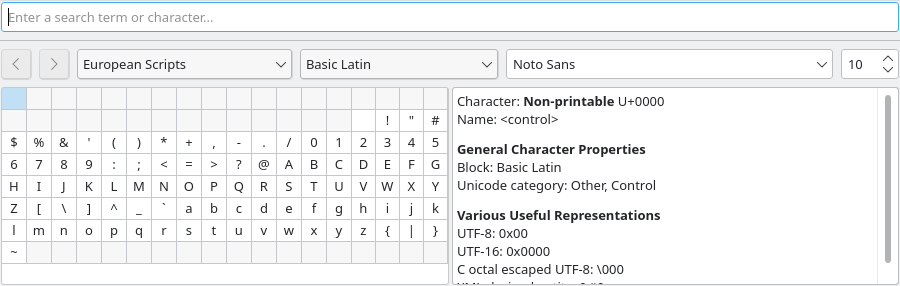 Enter a search term or character...
European Scripts Basic Latin Noto Sans 10
! " #
$ % & ' ( ) * + , - . / 0 1 2 3 4 5
6 7 8 9 : ; < = > ? @ A B C D E F G
H I J K L M N O P Q R S T U V W X Y
Z [ \ ] ^ _ ` a b c d e f g h i j k
l m n o p q r s t u v w x y z { | }
~
Character: Non-printable U+0000
Name: <control>
General Character Properties
Block: Basic Latin
Unicode category: Other, Control
Various Useful Representations
UTF-8: 0x00
UTF-16: 0x0000
C octal escaped UTF-8: \000